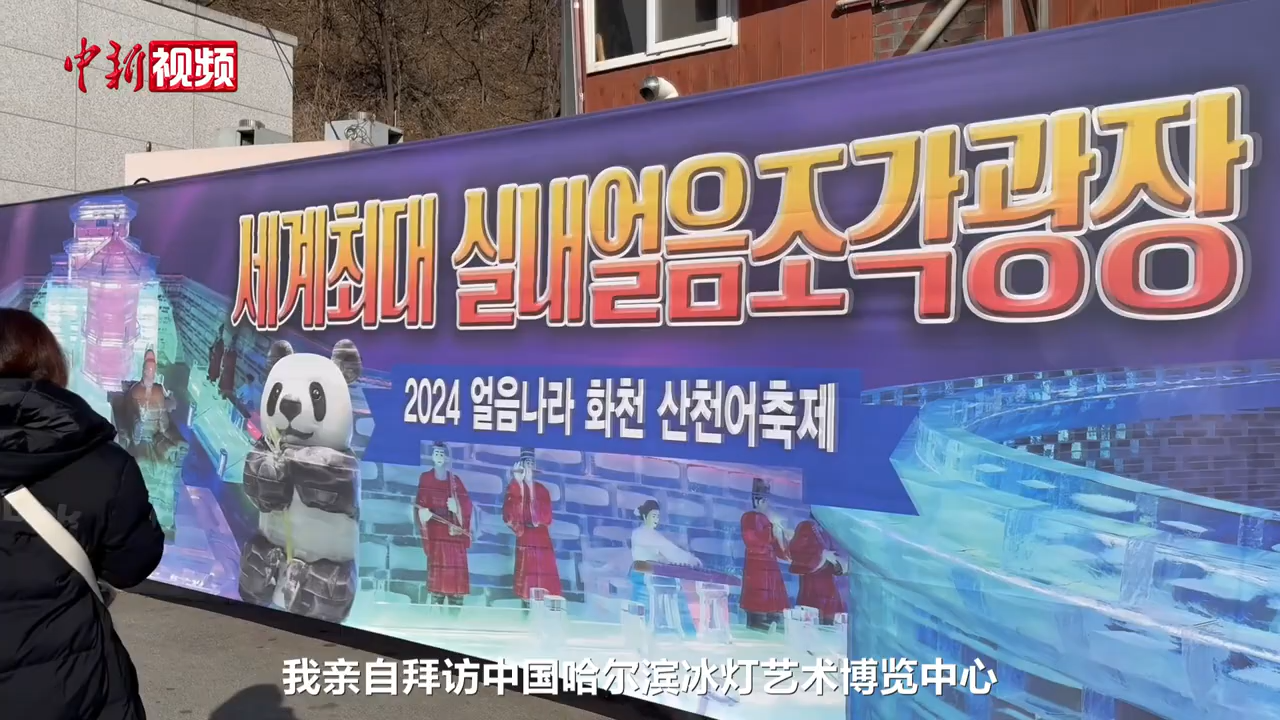 中新视频
세계최대 실내얼음조각광장
2024 얼음나라 화천 산천어축제
我亲自拜访中国哈尔滨冰灯艺术博览中心